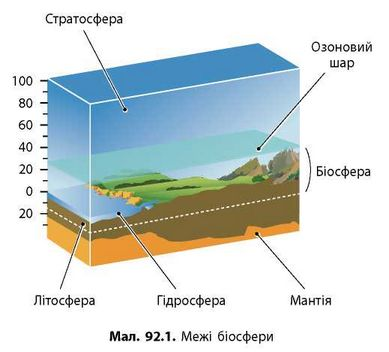 Стратосфера
Озоновий
шар
100
80
60
40
20
0
20
Біосфера
Літосфера
Гідросфера
Мантія
Мал. 92.1. Межі біосфери